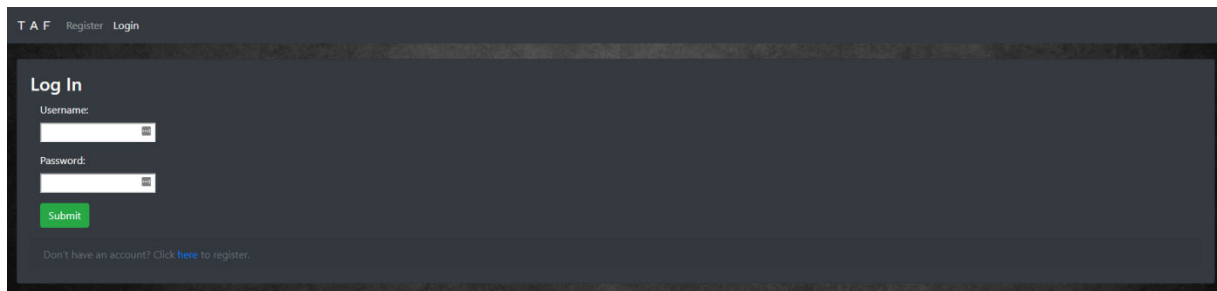 T A F Register Login
Log In
Username:
Password:
Submit
Don't have an account? Click here to register.